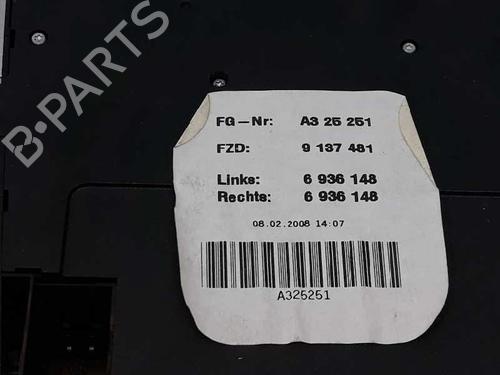 B-PARTS
FG-Nr: A3 25 251
FZD: 9 137 481
Links: 6 936 148
Rechts: 6 936 148
08.02.2008 14:07
A325251